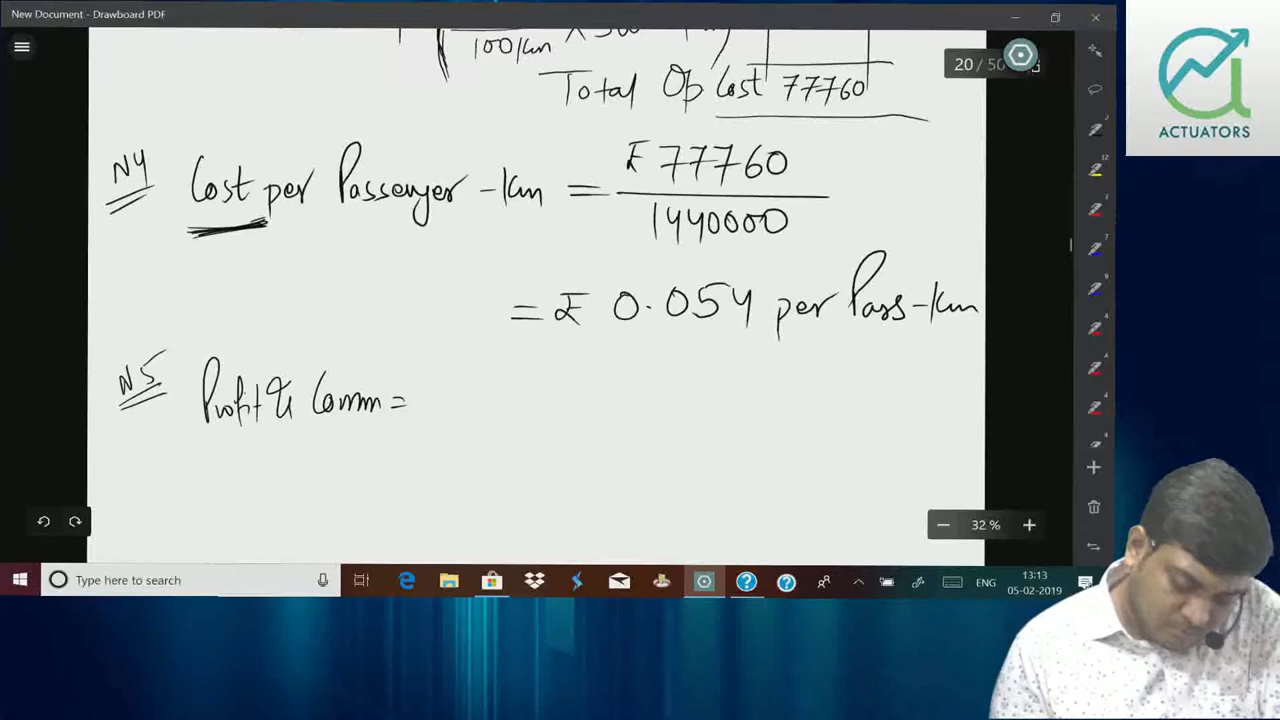 New Document - Drawboard PDF
100/km
20 / 50
Total Op Cost 77760
ACTUATORS
N4 Cost per Passenger -km = ₹ 77760
1440000
= ₹ 0.054 per Pass-km
N5 Profit & Comm =
32 %
Type here to search
ENG
13:13
05-02-2019